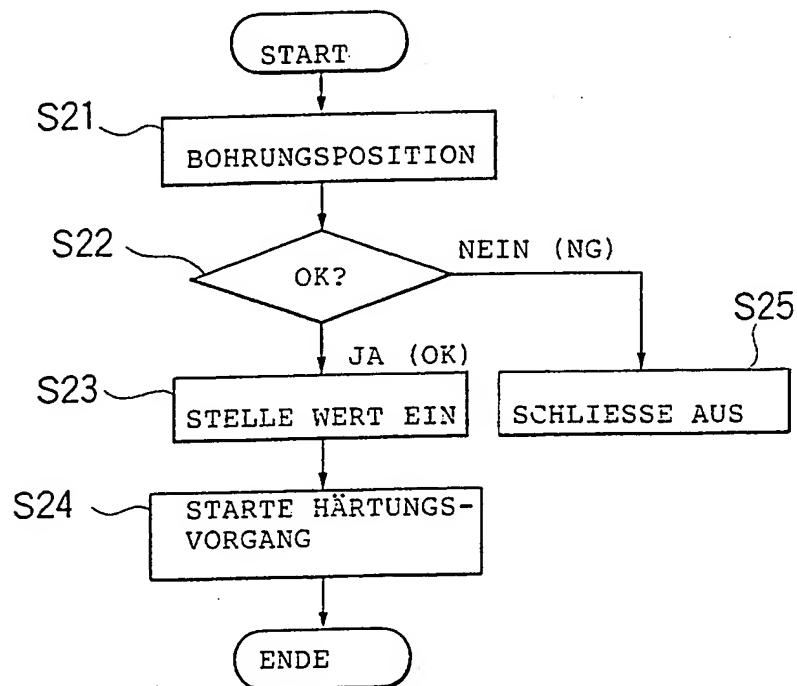 START
S21
BOHRUNGSPOSITION
S22
OK?
NEIN (NG)
JA (OK)
S25
S23
STELLE WERT EIN
SCHLIESSE AUS
S24
STARTE HÄRTUNGS-
VORGANG
ENDE